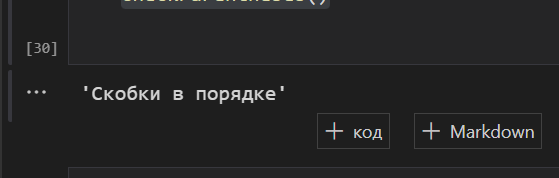 [30]
'Скобки в порядке'
+ код + Markdown